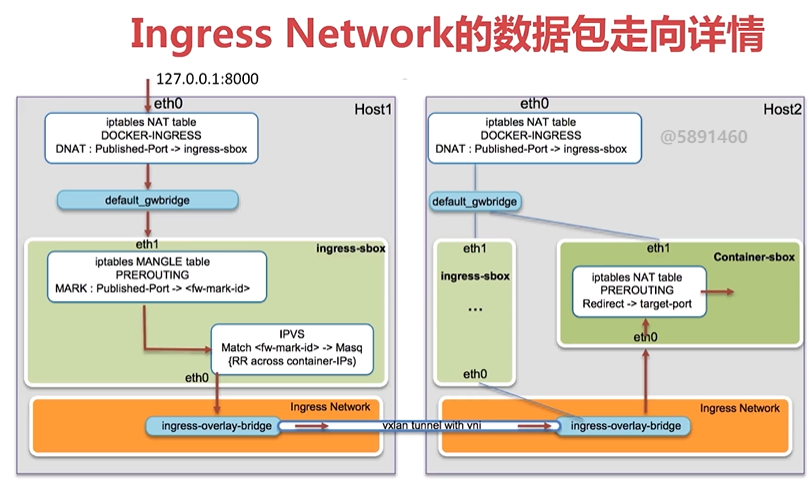 Ingress Network的数据包走向详情
127.0.0.1:8000
eth0
Host1
iptables NAT table
DOCKER-INGRESS
DNAT : Published-Port -> ingress-sbox
default_gwbridge
eth1
ingress-sbox
iptables MANGLE table
PREROUTING
MARK : Published-Port -> <fw-mark-id>
IPVS
Match <fw-mark-id> -> Masq
{RR across container-IPs)
eth0
Ingress Network
ingress-overlay-bridge
vxlan tunnel with vni
eth0
Host2
iptables NAT table
DOCKER-INGRESS
DNAT : Published-Port -> ingress-sbox
@5891460
default_gwbridge
eth1
ingress-sbox
...
eth0
eth1
Container-sbox
iptables NAT table
PREROUTING
Redirect -> target-port
eth0
Ingress Network
ingress-overlay-bridge